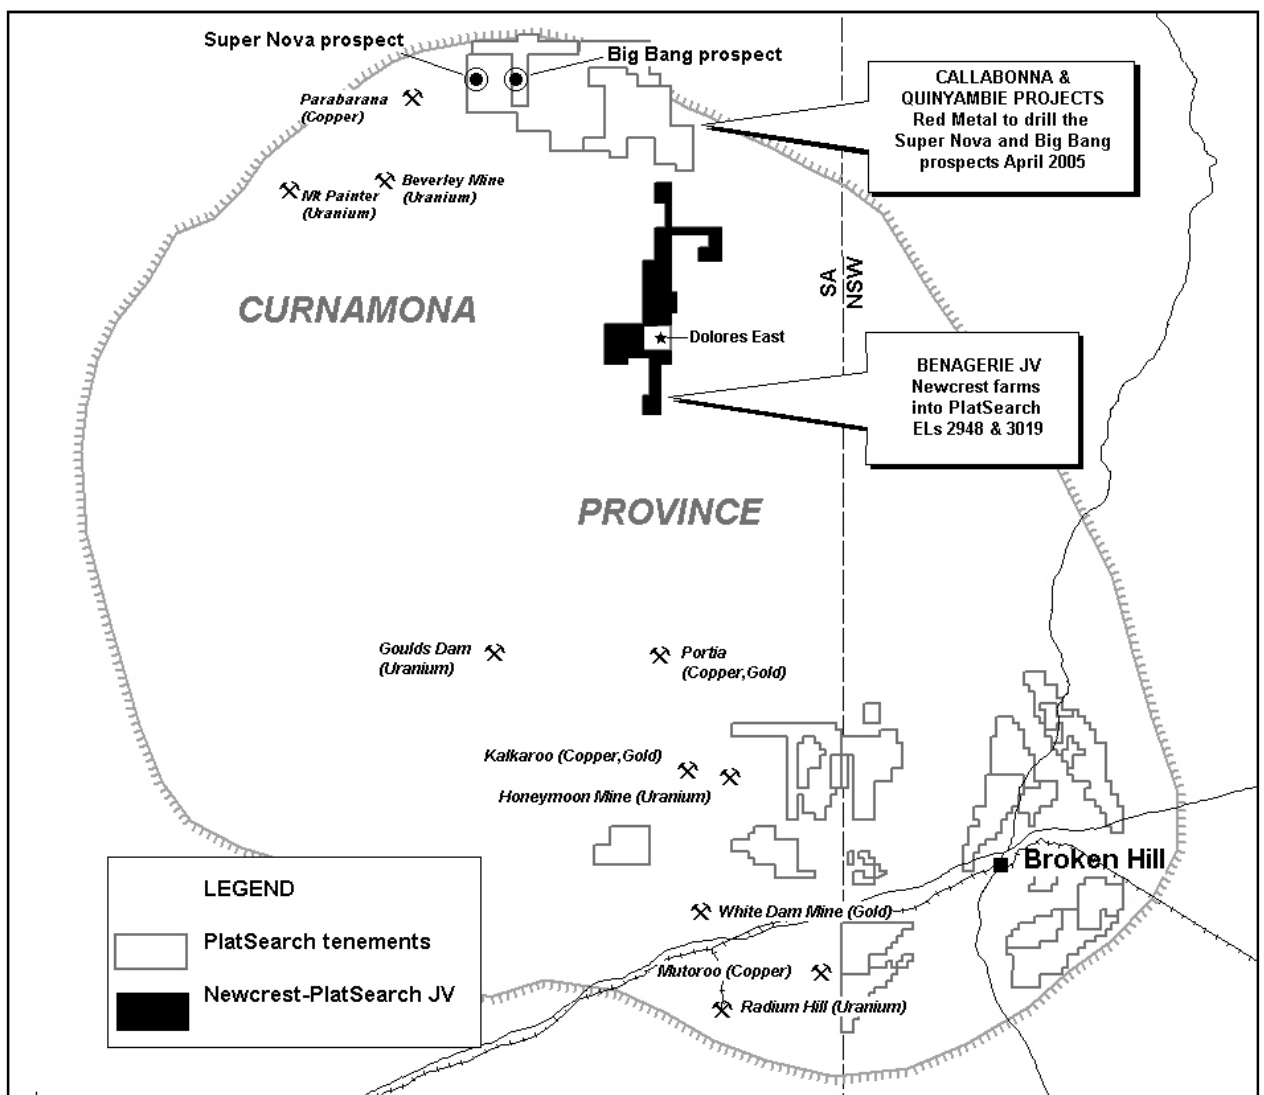 Super Nova prospect
Big Bang prospect
Parabarana
(Copper)
CALLABONNA &
QUINYAMBIE PROJECTS
Red Metal to drill the
Super Nova and Big Bang
prospects April 2005
Beverley Mine
(Uranium)
Mt Painter
(Uranium)
SA
NSW
CURNAMONA
Dolores East
BENAGERIE JV
Newcrest farms
into PlatSearch
ELs 2948 & 3019
PROVINCE
Goulds Dam
(Uranium)
Portia
(Copper,Gold)
Kalkaroo (Copper,Gold)
Honeymoon Mine (Uranium)
Broken Hill
LEGEND
PlatSearch tenements
Newcrest-PlatSearch JV
White Dam Mine (Gold)
Mutoroo (Copper)
Radium Hill (Uranium)